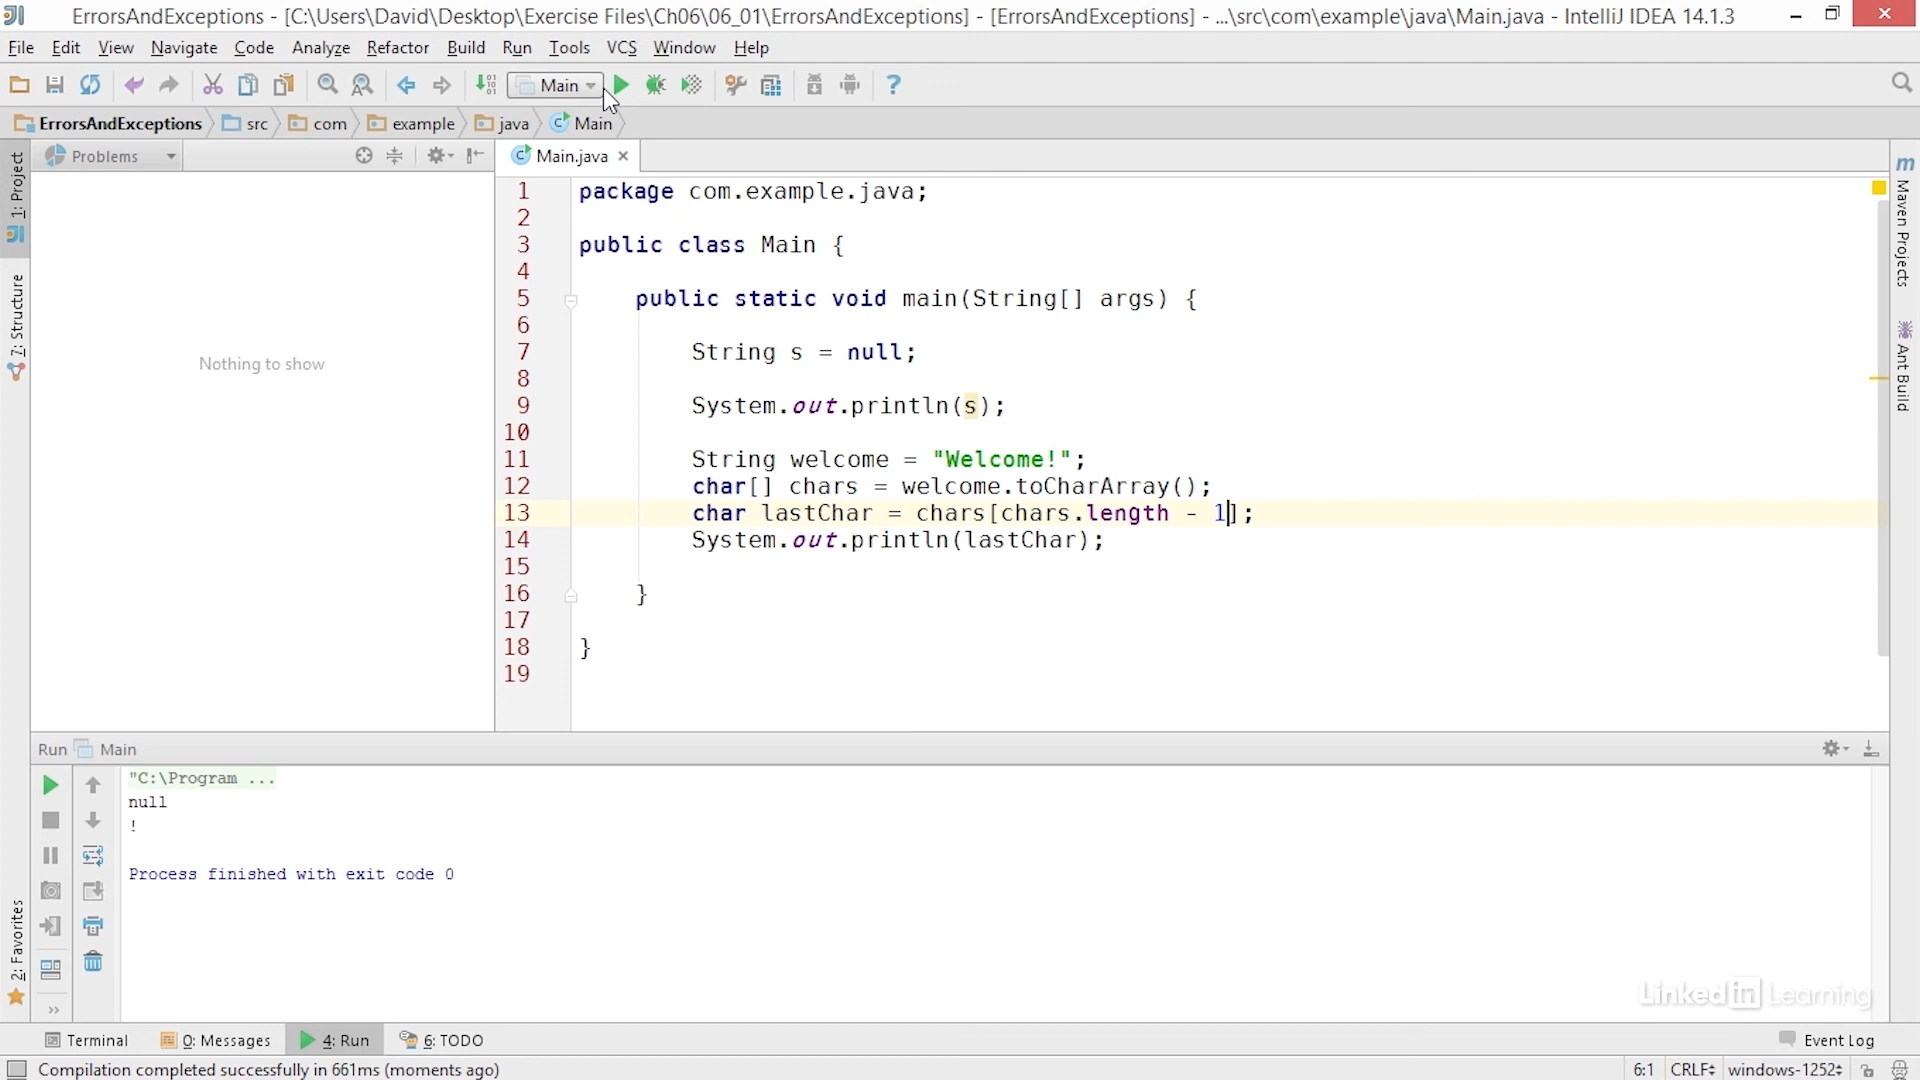 ErrorsAndExceptions - [C:\Users\David\Desktop\Exercise Files\Ch06\06_01\ErrorsAndExceptions] - [ErrorsAndExceptions] - ...\src\com\example\java\Main.java - IntelliJ IDEA 14.1.3
File Edit View Navigate Code Analyze Refactor Build Run Tools VCS Window Help
Main
ErrorsAndExceptions src com example java Main
Problems
Main.java
1: Project
7: Structure
2: Favorites
Nothing to show
1 package com.example.java;
2
3 public class Main {
4
5 public static void main(String[] args) {
6
7 String s = null;
8
9 System.out.println(s);
10
11 String welcome = "Welcome!";
12 char[] chars = welcome.toCharArray();
13 char lastChar = chars[chars.length - 1];
14 System.out.println(lastChar);
15
16 }
17
18 }
19
Maven Projects
Ant Build
Run Main
"C:\Program ...
null
!
Process finished with exit code 0
LinkedIn Learning
Terminal 0: Messages 4: Run 6: TODO Event Log
Compilation completed successfully in 661ms (moments ago) 6:1 CRLF windows-1252